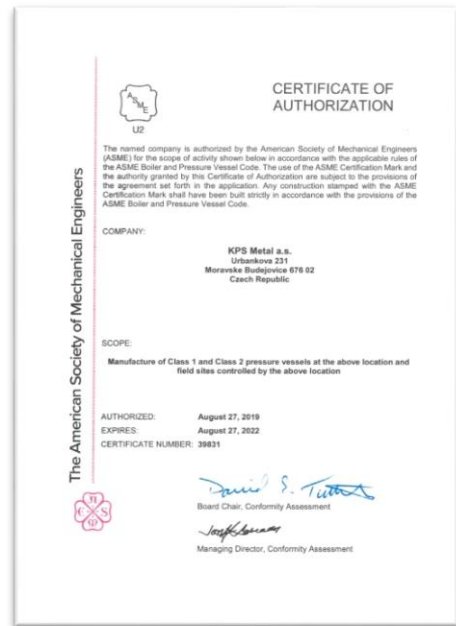 ASME
U2
CERTIFICATE OF
AUTHORIZATION
The named company is authorized by the American Society of Mechanical Engineers
(ASME) for the scope of activity shown below in accordance with the applicable rules of
the ASME Boiler and Pressure Vessel Code. The use of the ASME Certification Mark and
the authority granted by this Certificate of Authorization are subject to the provisions of
the agreement set forth in the application. Any construction stamped with the ASME
Certification Mark shall have been built strictly in accordance with the provisions of the
ASME Boiler and Pressure Vessel Code.
COMPANY:
KPS Metal a.s.
Urbankova 231
Moravske Budejovice 676 02
Czech Republic
SCOPE:
Manufacture of Class 1 and Class 2 pressure vessels at the above location and
field sites controlled by the above location
AUTHORIZED: August 27, 2019
EXPIRES: August 27, 2022
CERTIFICATE NUMBER: 39831
Board Chair, Conformity Assessment
Managing Director, Conformity Assessment
The American Society of Mechanical Engineers